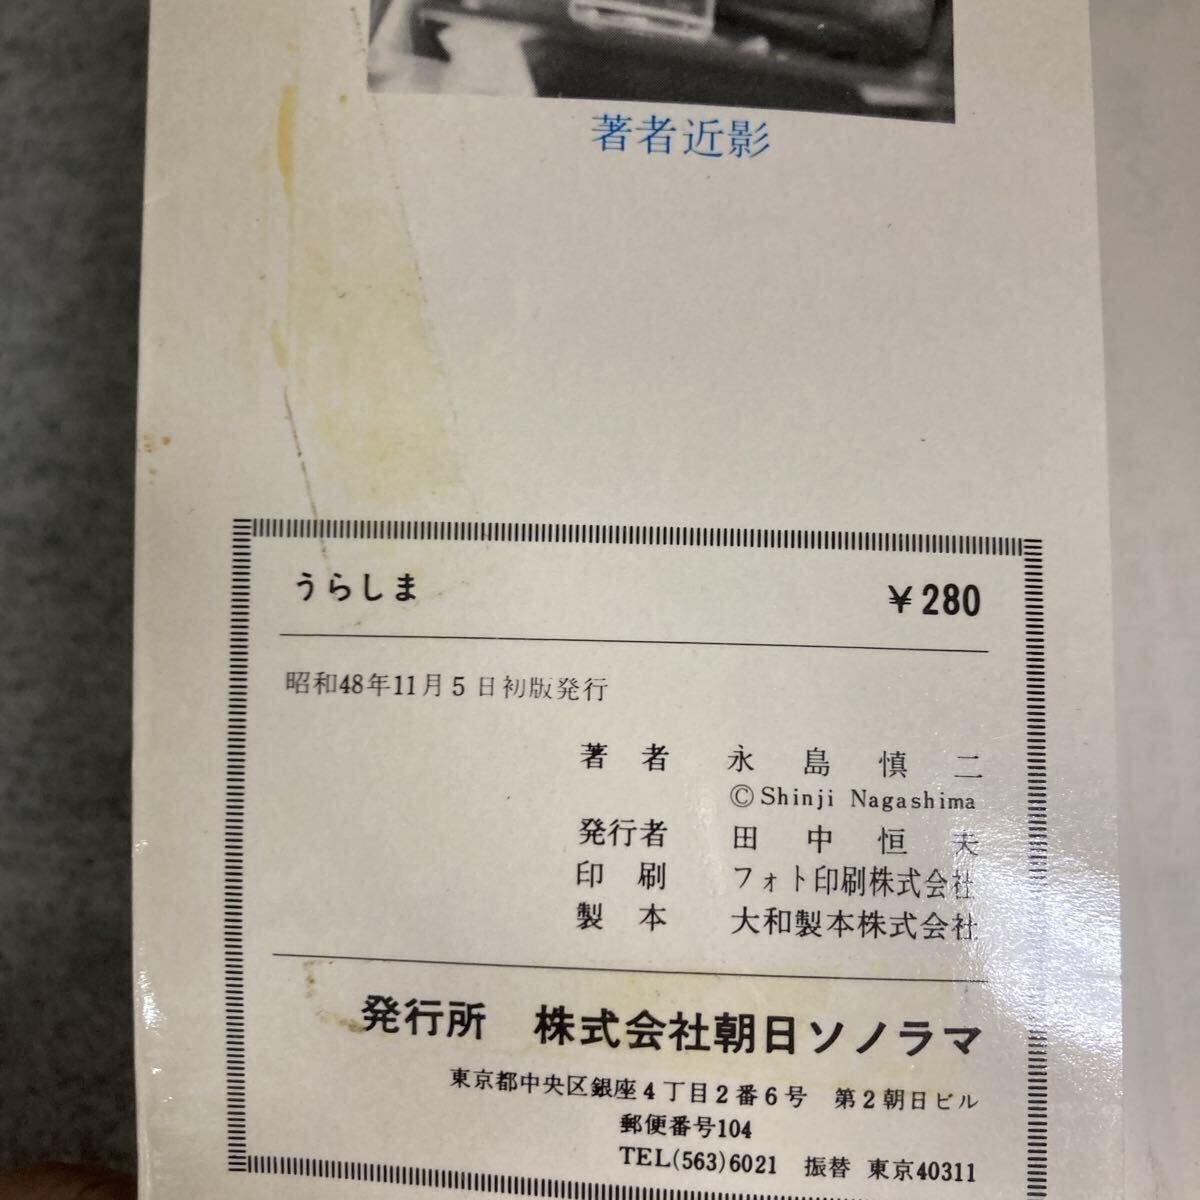 著者近影
うらしま ¥280
昭和48年11月5日初版発行
著者 永島慎二
©Shinji Nagashima
発行者 田中恒夫
印刷 フォト印刷株式会社
製本 大和製本株式会社
発行所 株式会社朝日ソノラマ
東京都中央区銀座4丁目2番6号 第2朝日ビル
郵便番号104
TEL(563)6021 振替 東京40311